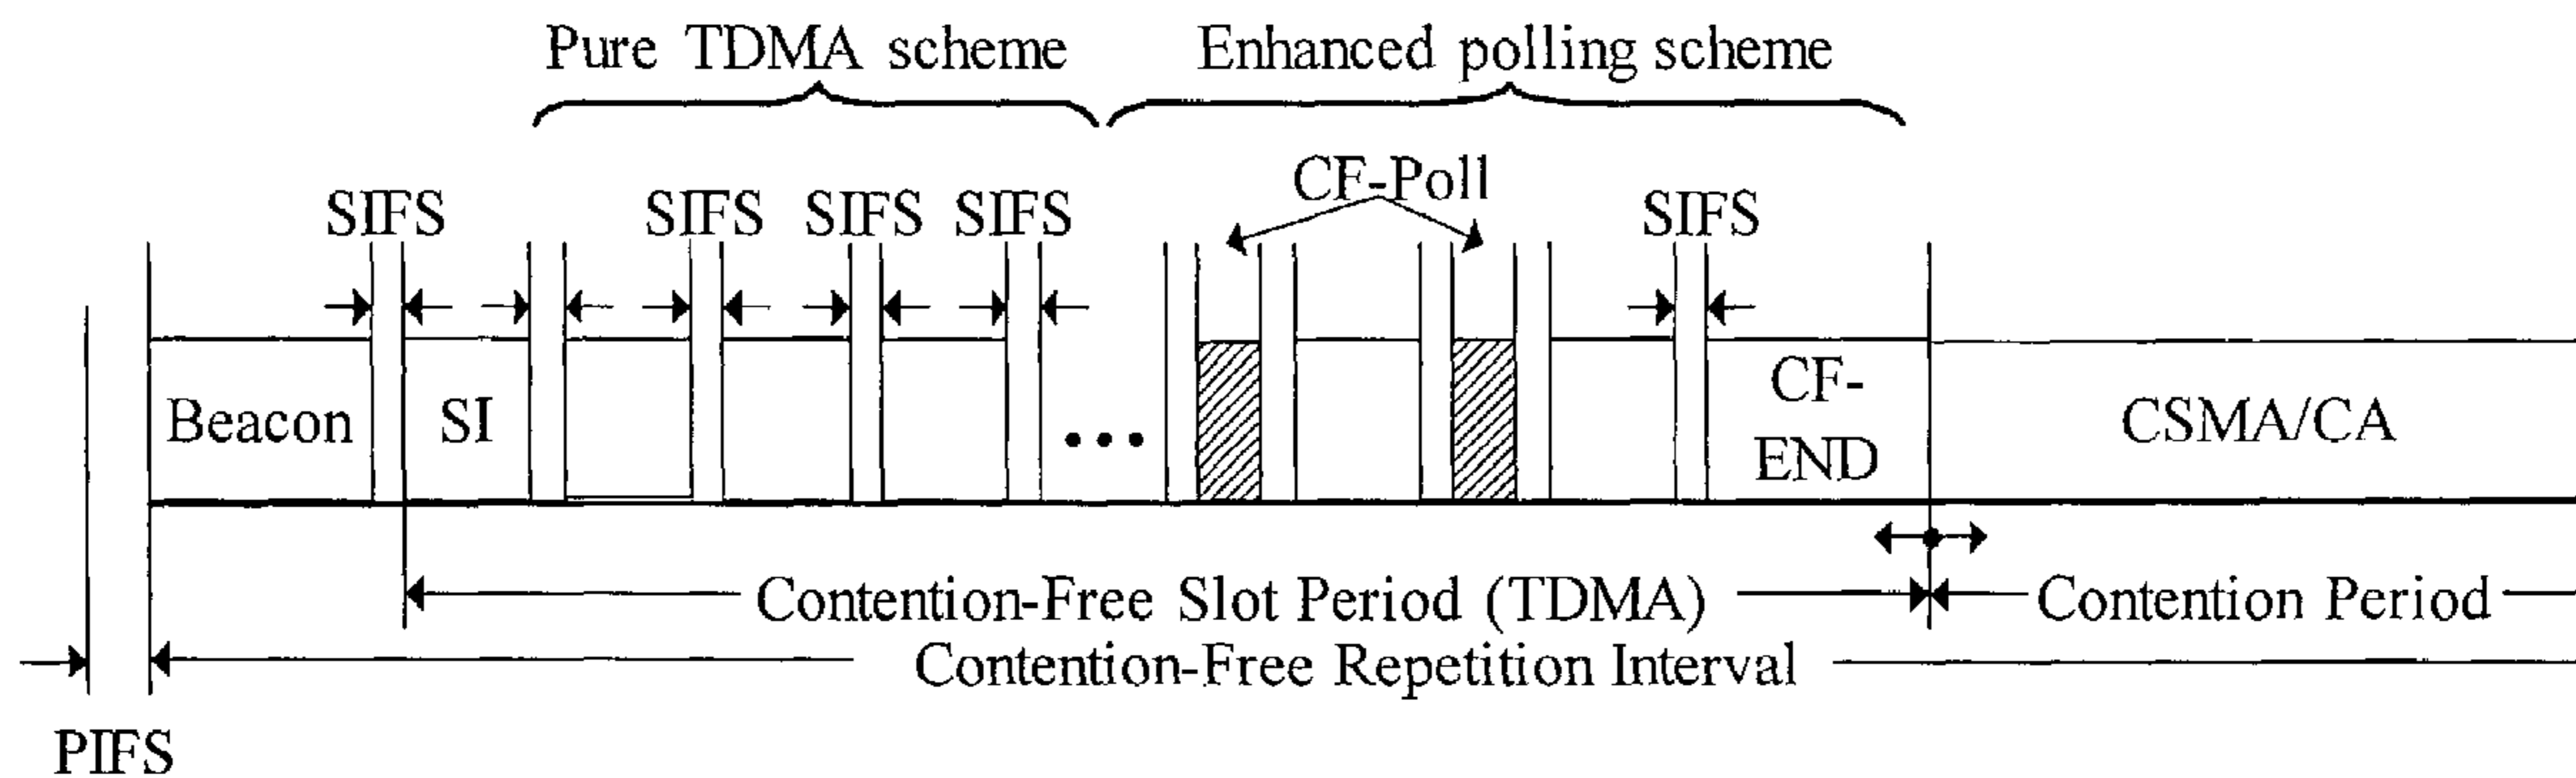 Pure TDMA scheme
Enhanced polling scheme
CF-Poll
SIFS
SIFS
SIFS
SIFS
SIFS
Beacon
SI
•••
CF-
END
CSMA/CA
Contention-Free Slot Period (TDMA)
Contention Period
Contention-Free Repetition Interval
PIFS